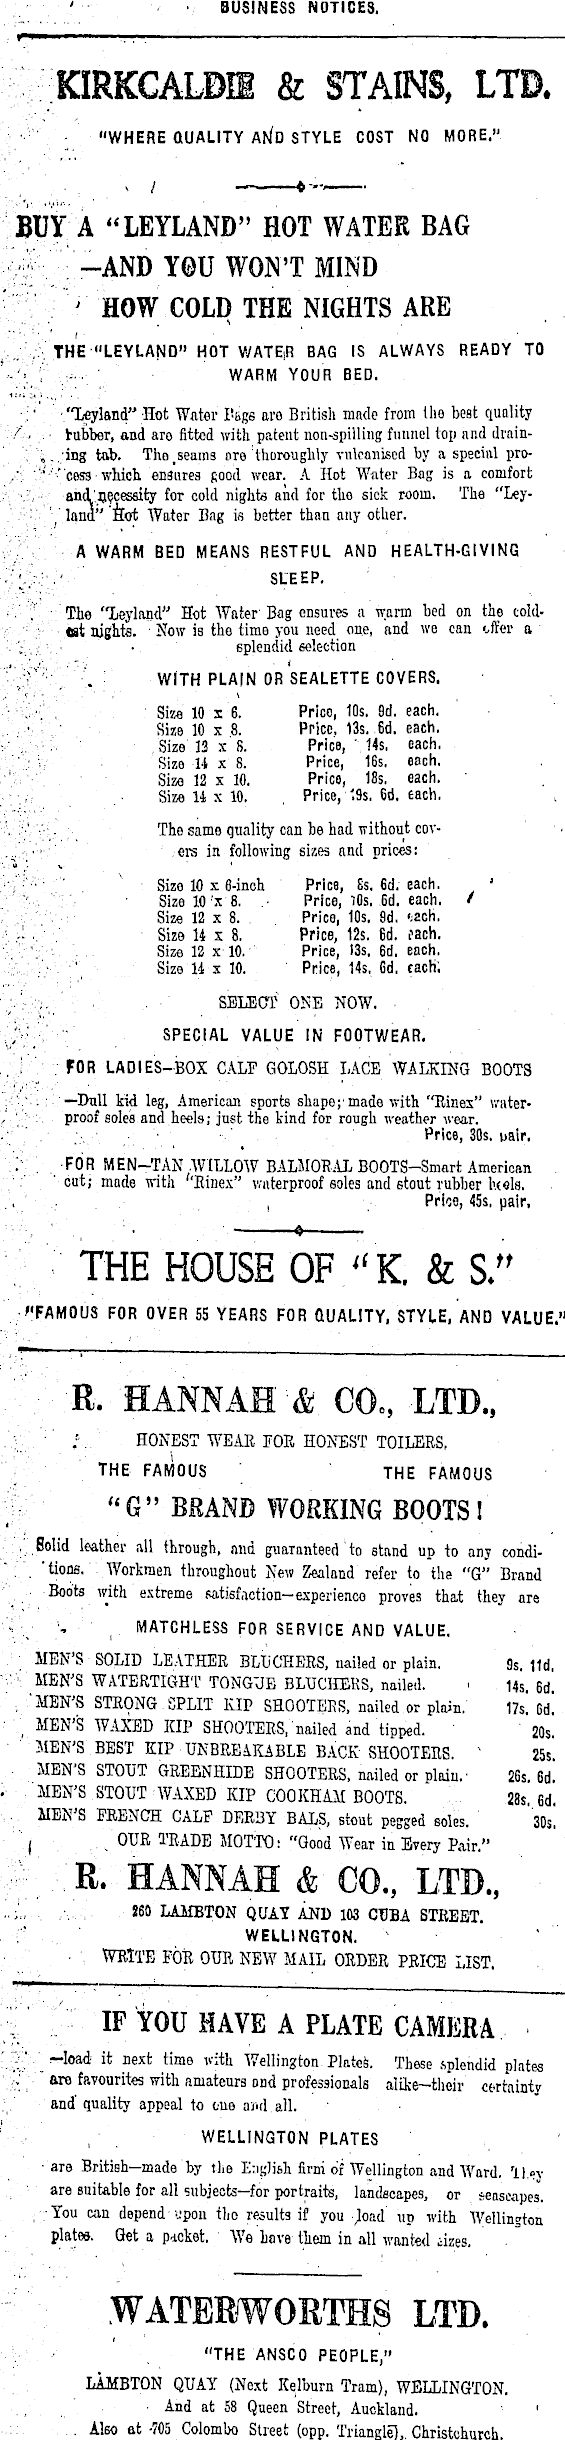 BUSINESS NOTICES.
KIRKCALDIE & STAINS, LTD.
"WHERE QUALITY AND STYLE COST NO MORE."
BUY A "LEYLAND" HOT WATER BAG
—AND YOU WON'T MIND
HOW COLD THE NIGHTS ARE
THE "LEYLAND" HOT WATER BAG IS ALWAYS READY TO
WARM YOUR BED.
"Leyland" Hot Water Bags are British made from the best quality
rubber, and are fitted with patent non-spilling funnel top and drain-
ing tab. The seams are thoroughly vulcanised by a special pro-
cess which ensures good wear. A Hot Water Bag is a comfort
and necessity for cold nights and for the sick room. The "Ley-
land" Hot Water Bag is better than any other.
A WARM BED MEANS RESTFUL AND HEALTH-GIVING
SLEEP.
The "Leyland" Hot Water Bag ensures a warm bed on the cold-
est nights. Now is the time you need one, and we can offer a
splendid selection
WITH PLAIN OR SEALETTE COVERS.
Size 10 x 6. Price, 10s. 9d. each.
Size 10 x 8. Price, 13s. 6d. each.
Size 12 x 8. Price, 14s. each.
Size 14 x 8. Price, 16s. each.
Size 12 x 10. Price, 18s. each.
Size 14 x 10. Price, 19s. 6d. each.
The same quality can be had without cov-
ers in following sizes and prices:
Size 10 x 6-inch Price, 8s. 6d. each.
Size 10 x 8. Price, 10s. 6d. each.
Size 12 x 8. Price, 10s. 9d. each.
Size 14 x 8. Price, 12s. 6d. each.
Size 12 x 10. Price, 13s. 6d. each.
Size 14 x 10. Price, 14s. 6d. each.
SELECT ONE NOW.
SPECIAL VALUE IN FOOTWEAR.
FOR LADIES—BOX CALF GOLOSH LACE WALKING BOOTS
—Dull kid leg, American sports shape; made with "Rinex" water-
proof soles and heels; just the kind for rough weather wear.
Price, 30s. pair.
FOR MEN—TAN WILLOW BALMORAL BOOTS—Smart American
cut; made with "Rinex" waterproof soles and stout rubber heels.
Price, 45s. pair.
THE HOUSE OF "K. & S."
"FAMOUS FOR OVER 55 YEARS FOR QUALITY, STYLE, AND VALUE."
R. HANNAH & CO., LTD.,
HONEST WEAR FOR HONEST TOILERS.
THE FAMOUS THE FAMOUS
"G" BRAND WORKING BOOTS!
Solid leather all through, and guaranteed to stand up to any condi-
tions. Workmen throughout New Zealand refer to the "G" Brand
Boots with extreme satisfaction—experience proves that they are
MATCHLESS FOR SERVICE AND VALUE.
MEN'S SOLID LEATHER BLUCHERS, nailed or plain. 9s. 11d.
MEN'S WATERTIGHT TONGUE BLUCHERS, nailed. 14s. 6d.
MEN'S STRONG SPLIT KIP SHOOTERS, nailed or plain. 17s. 6d.
MEN'S WAXED KIP SHOOTERS, nailed and tipped. 20s.
MEN'S BEST KIP UNBREAKABLE BACK SHOOTERS. 25s.
MEN'S STOUT GREENHIDE SHOOTERS, nailed or plain. 26s. 6d.
MEN'S STOUT WAXED KIP COOKHAM BOOTS. 28s. 6d.
MEN'S FRENCH CALF DERBY BALS, stout pegged soles. 30s.
OUR TRADE MOTTO: "Good Wear in Every Pair."
R. HANNAH & CO., LTD.,
260 LAMBTON QUAY AND 103 CUBA STREET.
WELLINGTON.
WRITE FOR OUR NEW MAIL ORDER PRICE LIST.
IF YOU HAVE A PLATE CAMERA
—load it next time with Wellington Plates. These splendid plates
are favourites with amateurs and professionals alike—their certainty
and quality appeal to one and all.
WELLINGTON PLATES
are British—made by the English firm of Wellington and Ward. They
are suitable for all subjects—for portraits, landscapes, or seascapes.
You can depend upon the results if you load up with Wellington
plates. Get a packet. We have them in all wanted sizes.
WATERWORTHS LTD.
"THE ANSCO PEOPLE,"
LAMBTON QUAY (Next Kelburn Tram), WELLINGTON.
And at 58 Queen Street, Auckland.
Also at 705 Colombo Street (opp. Triangle), Christchurch.